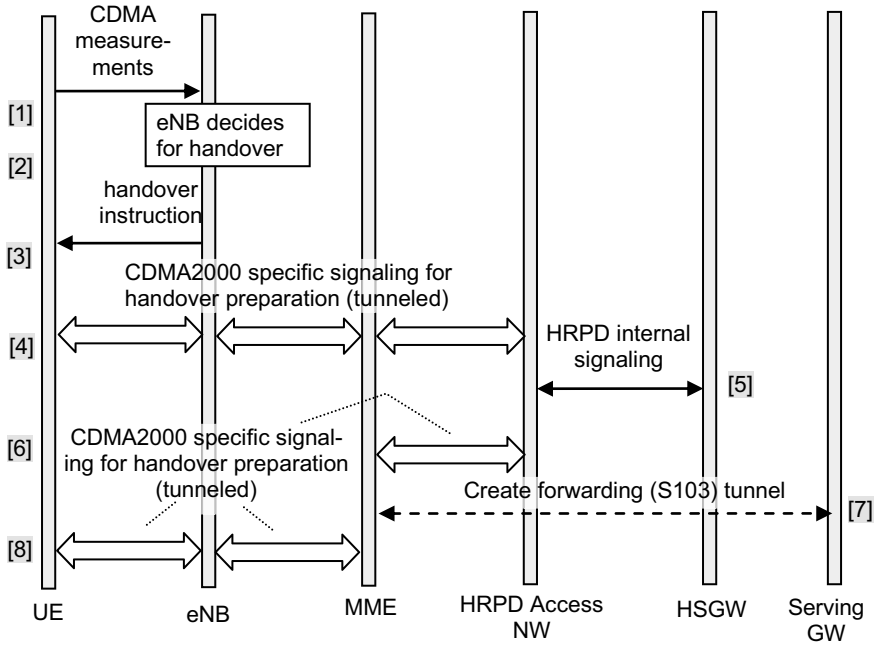 CDMA
measure-
ments
[1]
eNB decides
for handover
[2]
handover
instruction
[3]
CDMA2000 specific signaling for
handover preparation (tunneled)
[4]
HRPD internal
signaling
[5]
[6]
CDMA2000 specific signal-
ing for handover preparation
(tunneled)
Create forwarding (S103) tunnel
[7]
[8]
UE
eNB
MME
HRPD Access
NW
HSGW
Serving
GW